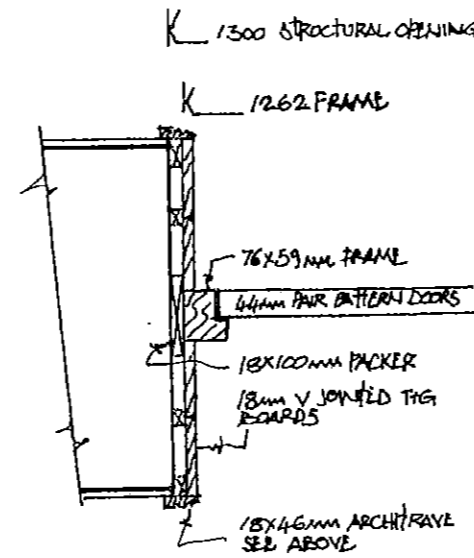 1300 STRUCTURAL OPENING
1262 FRAME
76X59mm FRAME
44mm PAIR PATTERN DOORS
18X100mm PACKER
18mm V JOINTED T+G
BOARDS
18X46mm ARCHITRAVE
SEE ABOVE